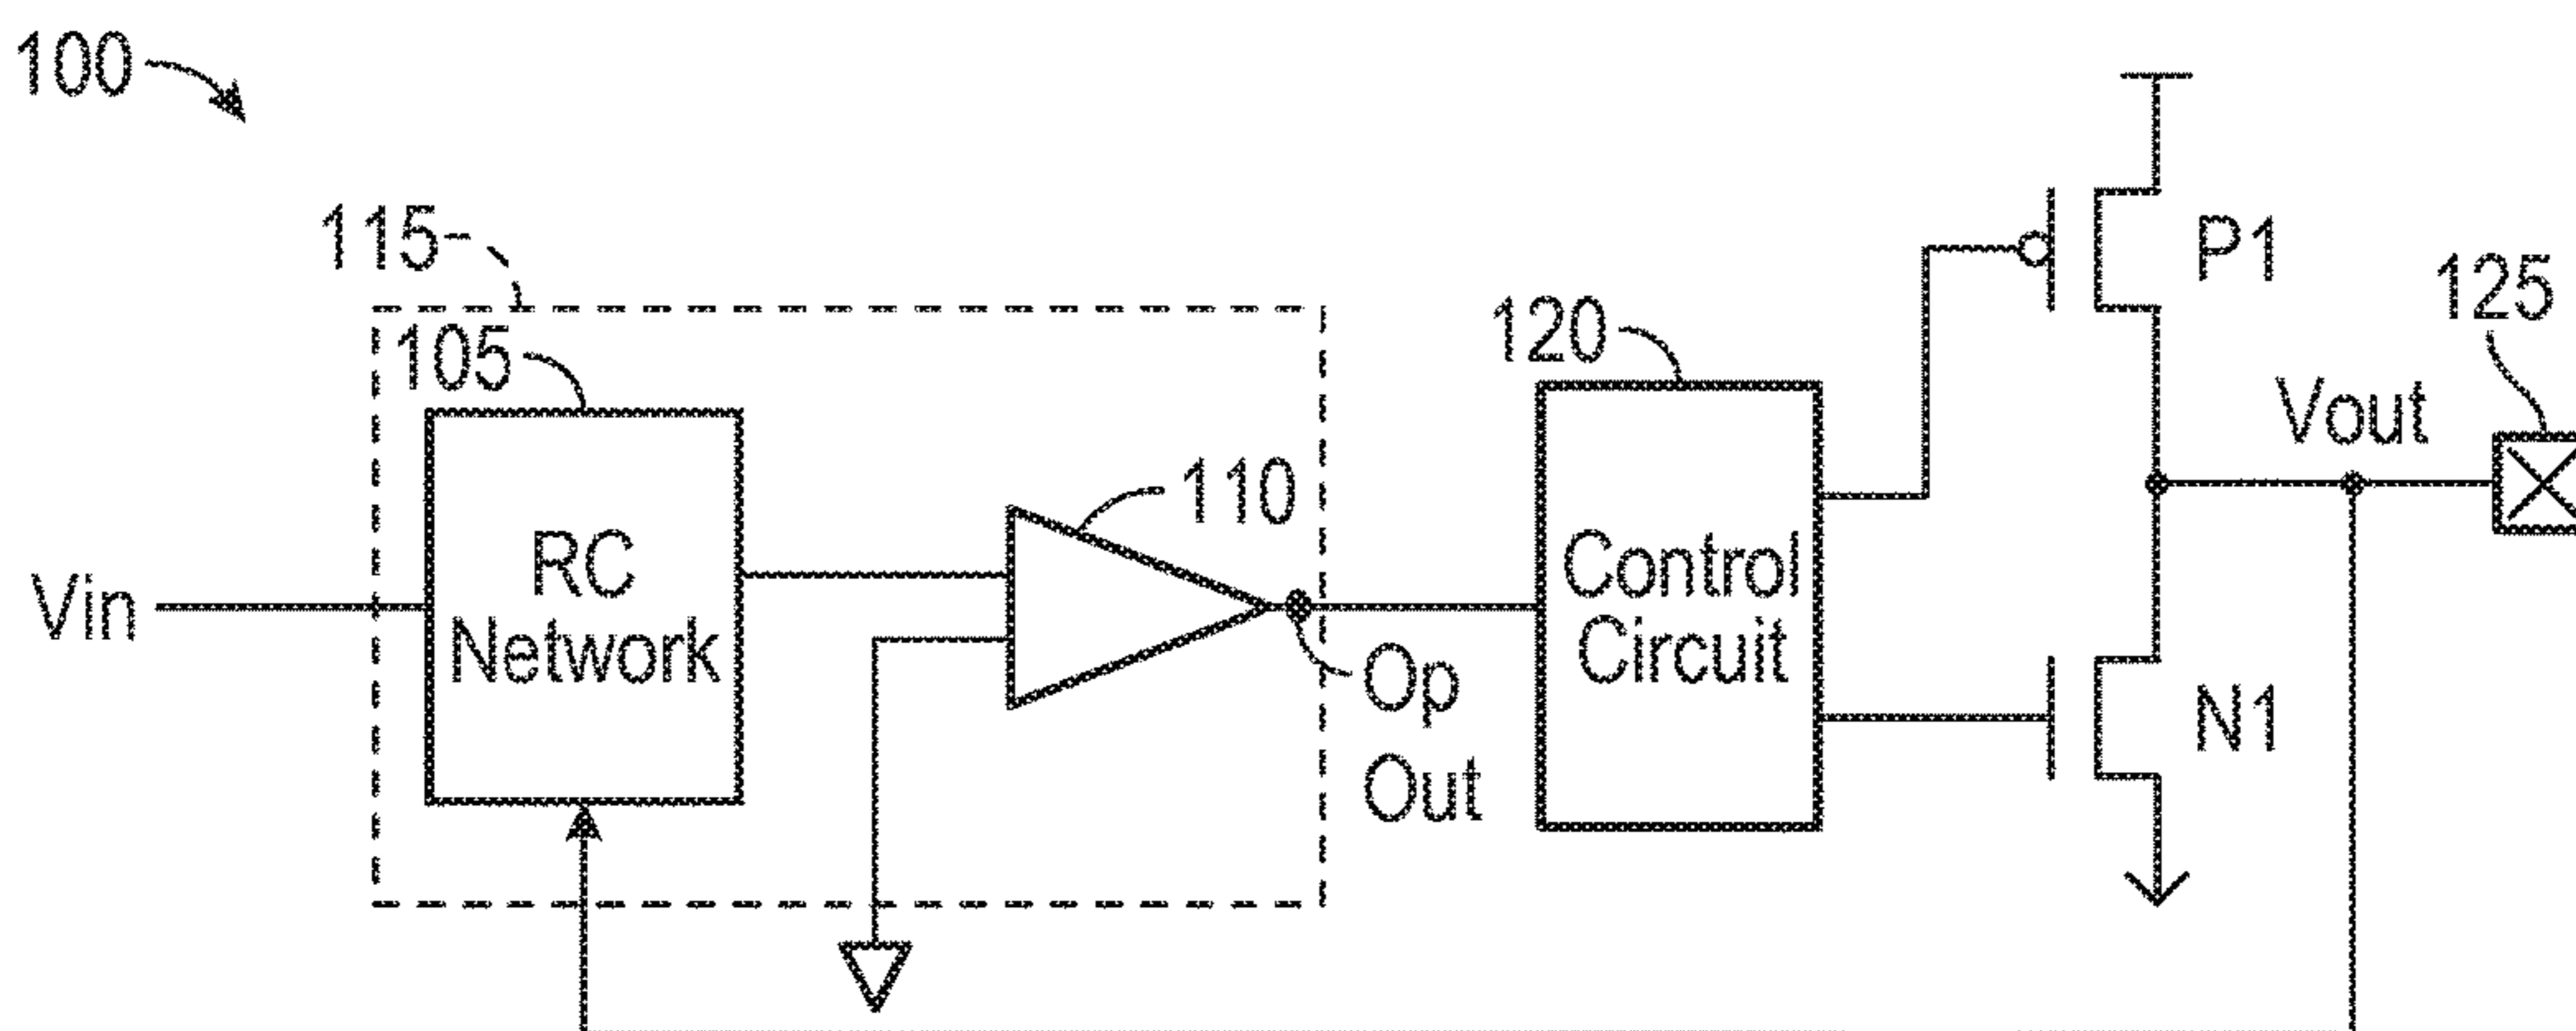 100
115
105
RC
Network
Vin
110
Op
Out
120
Control
Circuit
P1
N1
Vout
125